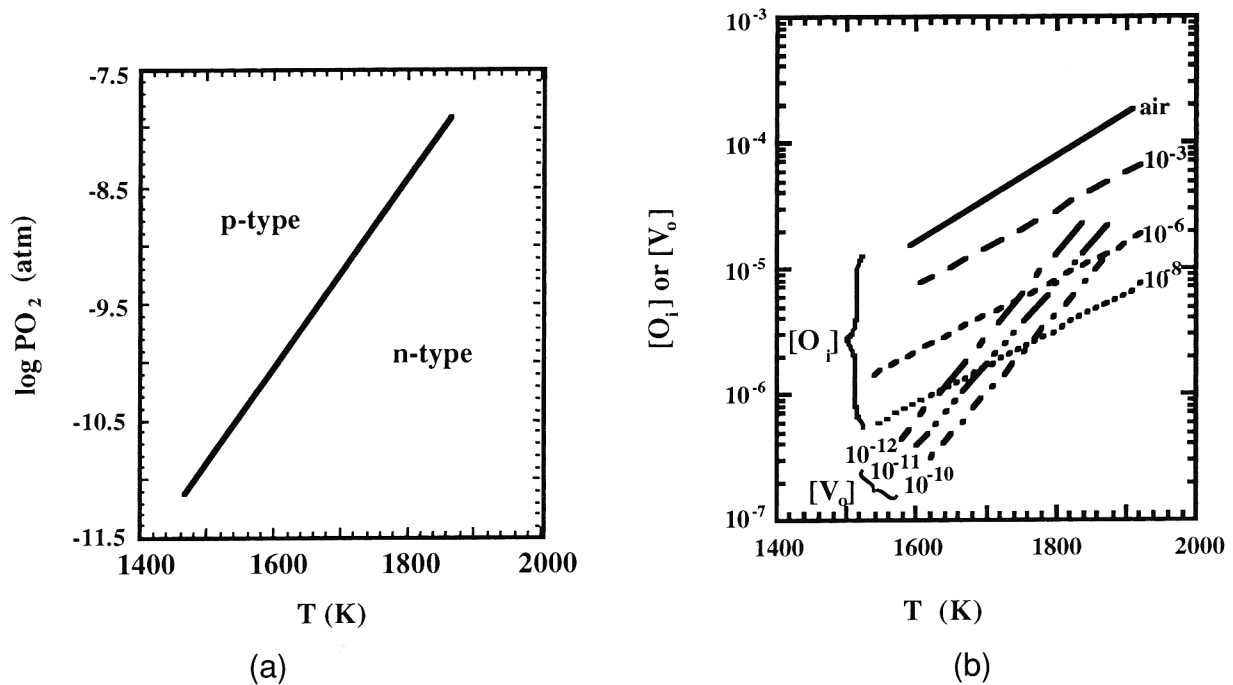 -7.5
-8.5
-9.5
-10.5
-11.5
log PO₂ (atm)
p-type
n-type
1400 1600 1800 2000
T (K)
(a)
10⁻³
10⁻⁴
10⁻⁵
10⁻⁶
10⁻⁷
[Oᵢ] or [Vₒ]
air
10⁻³
10⁻⁶
10⁻⁸
[Oᵢ]
10⁻¹²
10⁻¹¹
10⁻¹⁰
[Vₒ]
1400 1600 1800 2000
T (K)
(b)